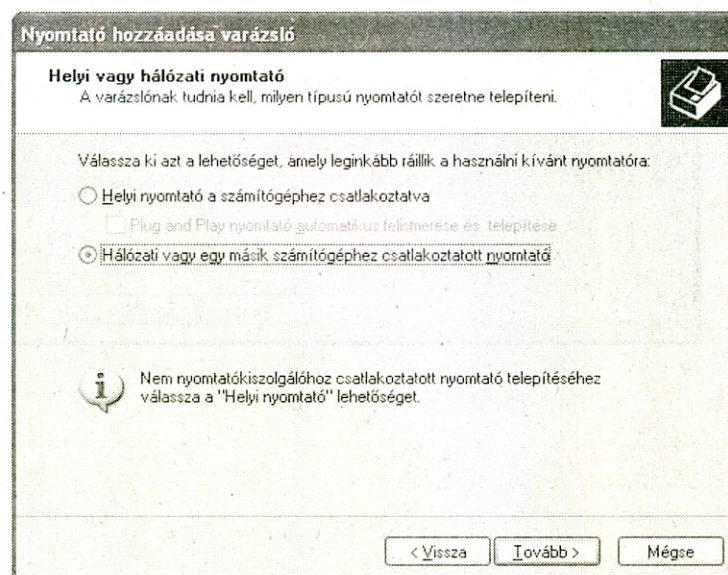 Nyomtató hozzáadása varázsló
Helyi vagy hálózati nyomtató
A varázslónak tudnia kell, milyen típusú nyomtatót szeretne telepíteni.
Válassza ki azt a lehetőséget, amely leginkább ráillik a használni kívánt nyomtatóra:
Helyi nyomtató a számítógéphez csatlakoztatva
Plug and Play nyomtató automatikus felismerése és telepítése
Hálózati vagy egy másik számítógéphez csatlakoztatott nyomtató
Nem nyomtatókiszolgálóhoz csatlakoztatott nyomtató telepítéséhez
válassza a "Helyi nyomtató" lehetőséget.
< Vissza Tovább > Mégse